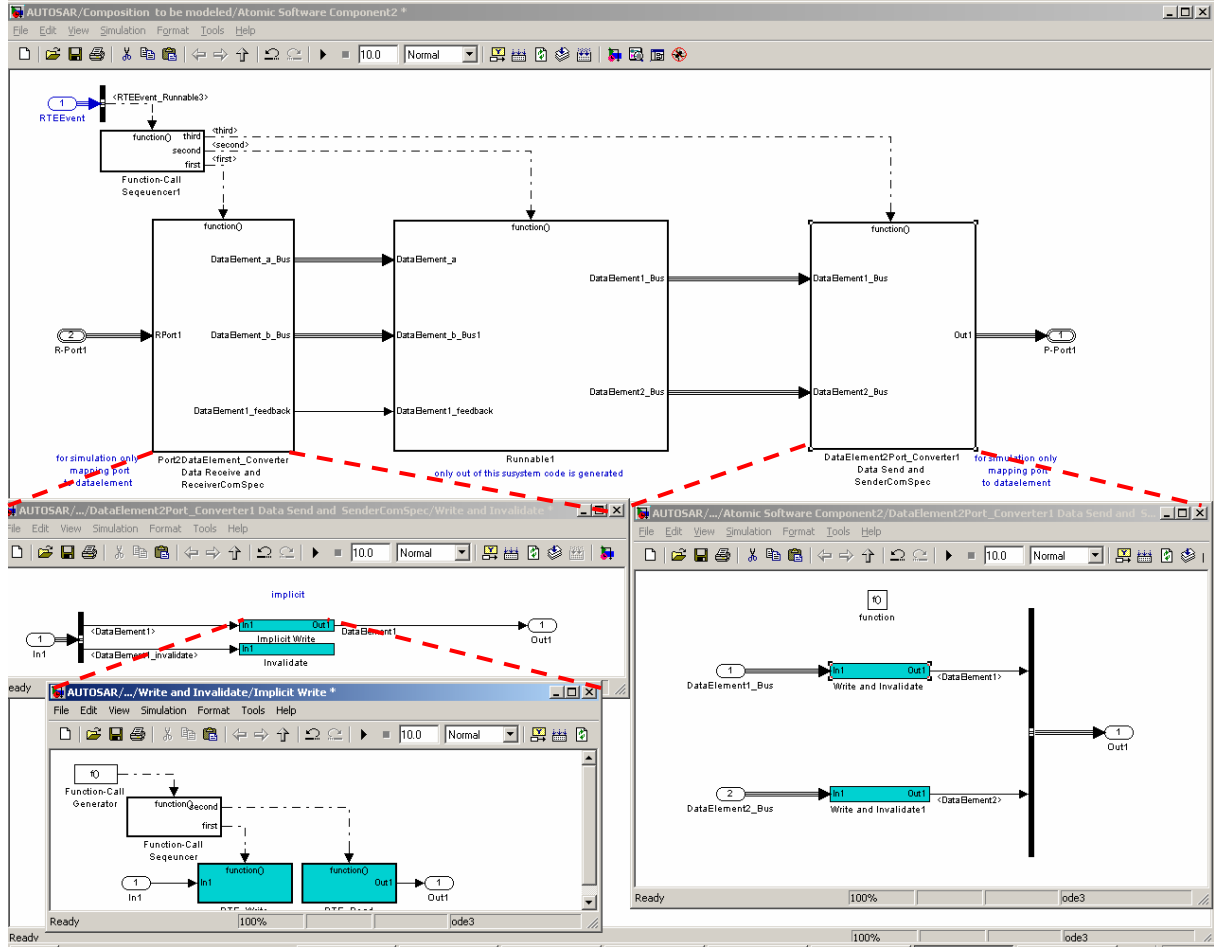 AUTOSAR/Composition to be modeled/Atomic Software Component2 *
File Edit View Simulation Format Tools Help
10.0 Normal
<RTEEvent_Runnable3>
1
RTEEvent
function() third <third>
second <second>
first <first>
Function-Call
Seqeuencer1
function()
function()
function()
DataElement_a_Bus
DataElement_a
DataElement1_Bus
DataElement1_Bus
2
R-Port1
RPort1
DataElement_b_Bus
DataElement_b_Bus1
Out1
1
P-Port1
DataElement2_Bus
DataElement2_Bus
DataElement1_feedback
DataElement1_feedback
for simulation only
mapping port
to dataelement
Port2DataElement_Converter
Data Receive and
ReceiverComSpec
Runnable1
only out of this susystem code is generated
DataElement2Port_Converter1
Data Send and
SenderComSpec
for simulation only
mapping port
to dataelement
AUTOSAR/.../DataElement2Port_Converter1 Data Send and SenderComSpec/Write and Invalidate *
File Edit View Simulation Format Tools Help
10.0 Normal
implicit
1
In1
<DataElement1>
In1 Out1
Implicit Write
DataElement1
1
Out1
<DataElement1_invalidate>
In1
Invalidate
eady
AUTOSAR/.../Write and Invalidate/Implicit Write *
File Edit View Simulation Format Tools Help
10.0 Normal
f()
Function-Call
Generator
function()
second
first
Function-Call
Seqeuncer
function()
function()
1
In1
In1
Out1
1
Out1
RTE_Write
RTE_Read
Ready 100% ode3
AUTOSAR/.../Atomic Software Component2/DataElement2Port_Converter1 Data Send and S...
File Edit View Simulation Format Tools Help
10.0 Normal
f()
function
1
DataElement1_Bus
In1 Out1
Write and Invalidate
<DataElement1>
1
Out1
2
DataElement2_Bus
In1 Out1
Write and Invalidate1
<DataElement2>
Ready 100% ode3
Ready 100% ode3